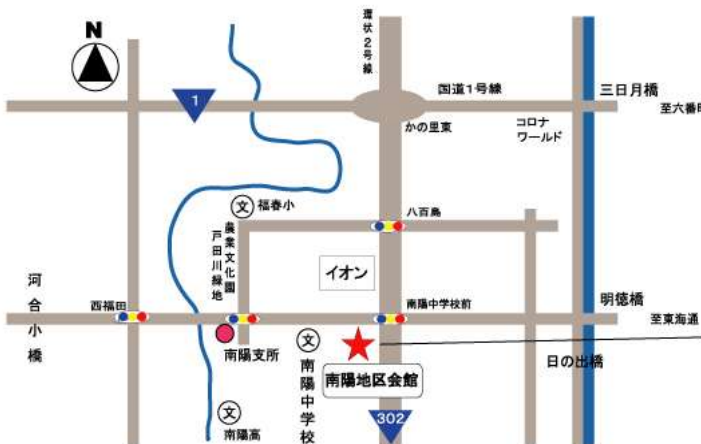 N
環状2号線
1
国道1号線
三日月橋
至六番町
かの里東
コロナ
ワールド
文
福春小
八百島
戸田川緑地
農業文化園
イオン
河合小橋
西福田
南陽中学校前
明徳橋
至東海通
南陽支所
文
南陽中学校
南陽地区会館
日の出橋
文
南陽高
302